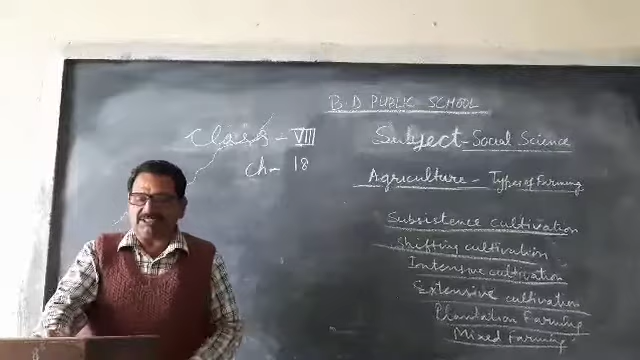 B.D PUBLIC SCHOOL
Class - VIII
Subject - Social Science
Ch - 18
Agriculture - Types of Farming
Subsistence cultivation
Shifting cultivation
Intensive cultivation
Extensive cultivation
Plantation Farming
Mixed Farming